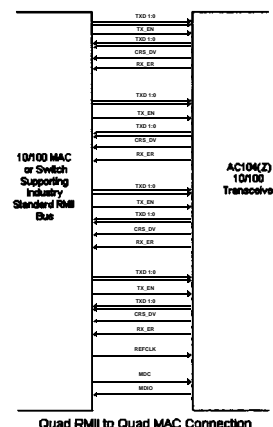 TXD 1:0
TX_EN
TXD 1:0
CRS_DV
RX_ER
TXD 1:0
TX_EN
TXD 1:0
CRS_DV
RX_ER
10/100 MAC
or Switch
Supporting
Industry
Standard RMII
Bus
AC104(Z)
10/100
Transceiver
TXD 1:0
TX_EN
TXD 1:0
CRS_DV
RX_ER
TXD 1:0
TX_EN
TXD 1:0
CRS_DV
RX_ER
REFCLK
MDC
MDIO
Quad RMII to Quad MAC Connection